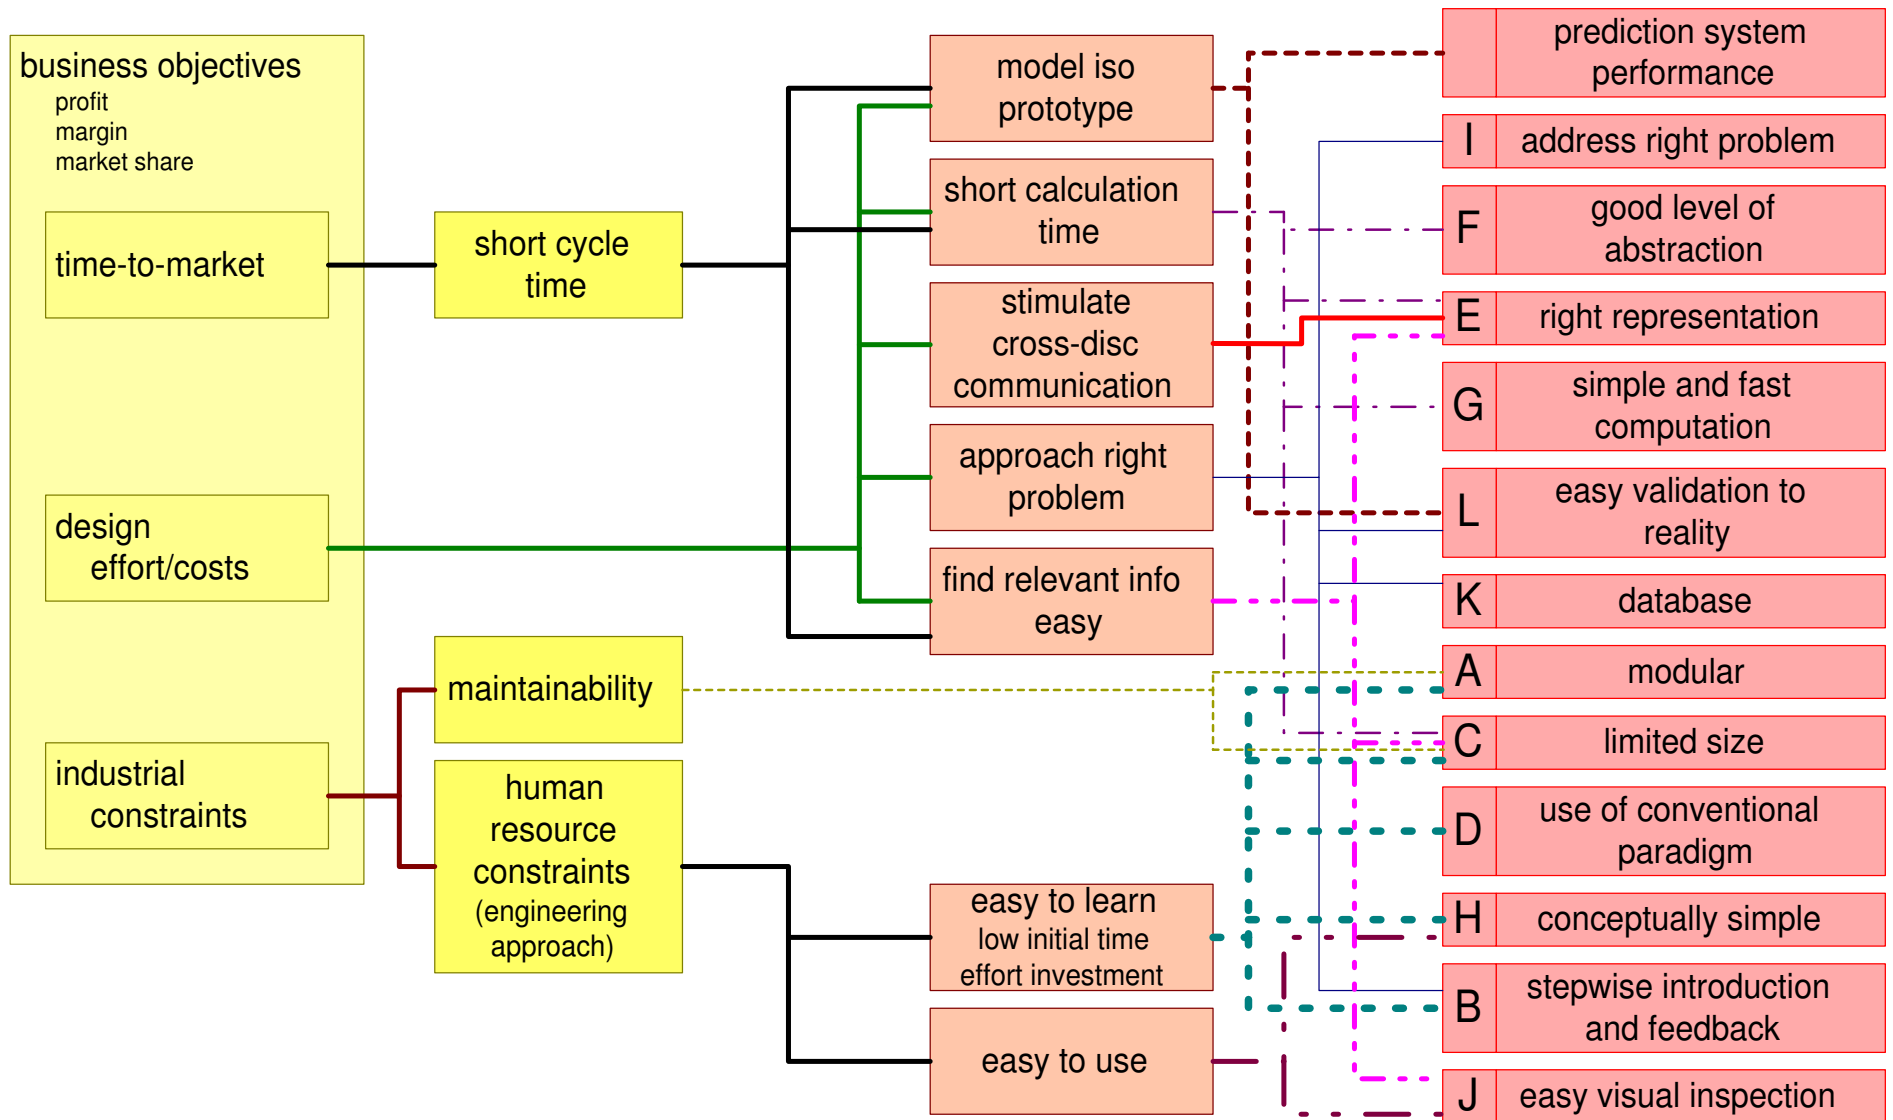 business objectives
profit
margin
market share
time-to-market
design
effort/costs
industrial
constraints
short cycle
time
maintainability
human
resource
constraints
(engineering
approach)
model iso
prototype
short calculation
time
stimulate
cross-disc
communication
approach right
problem
find relevant info
easy
easy to learn
low initial time
effort investment
easy to use
prediction system
performance
I address right problem
F good level of
abstraction
E right representation
G simple and fast
computation
L easy validation to
reality
K database
A modular
C limited size
D use of conventional
paradigm
H conceptually simple
B stepwise introduction
and feedback
J easy visual inspection